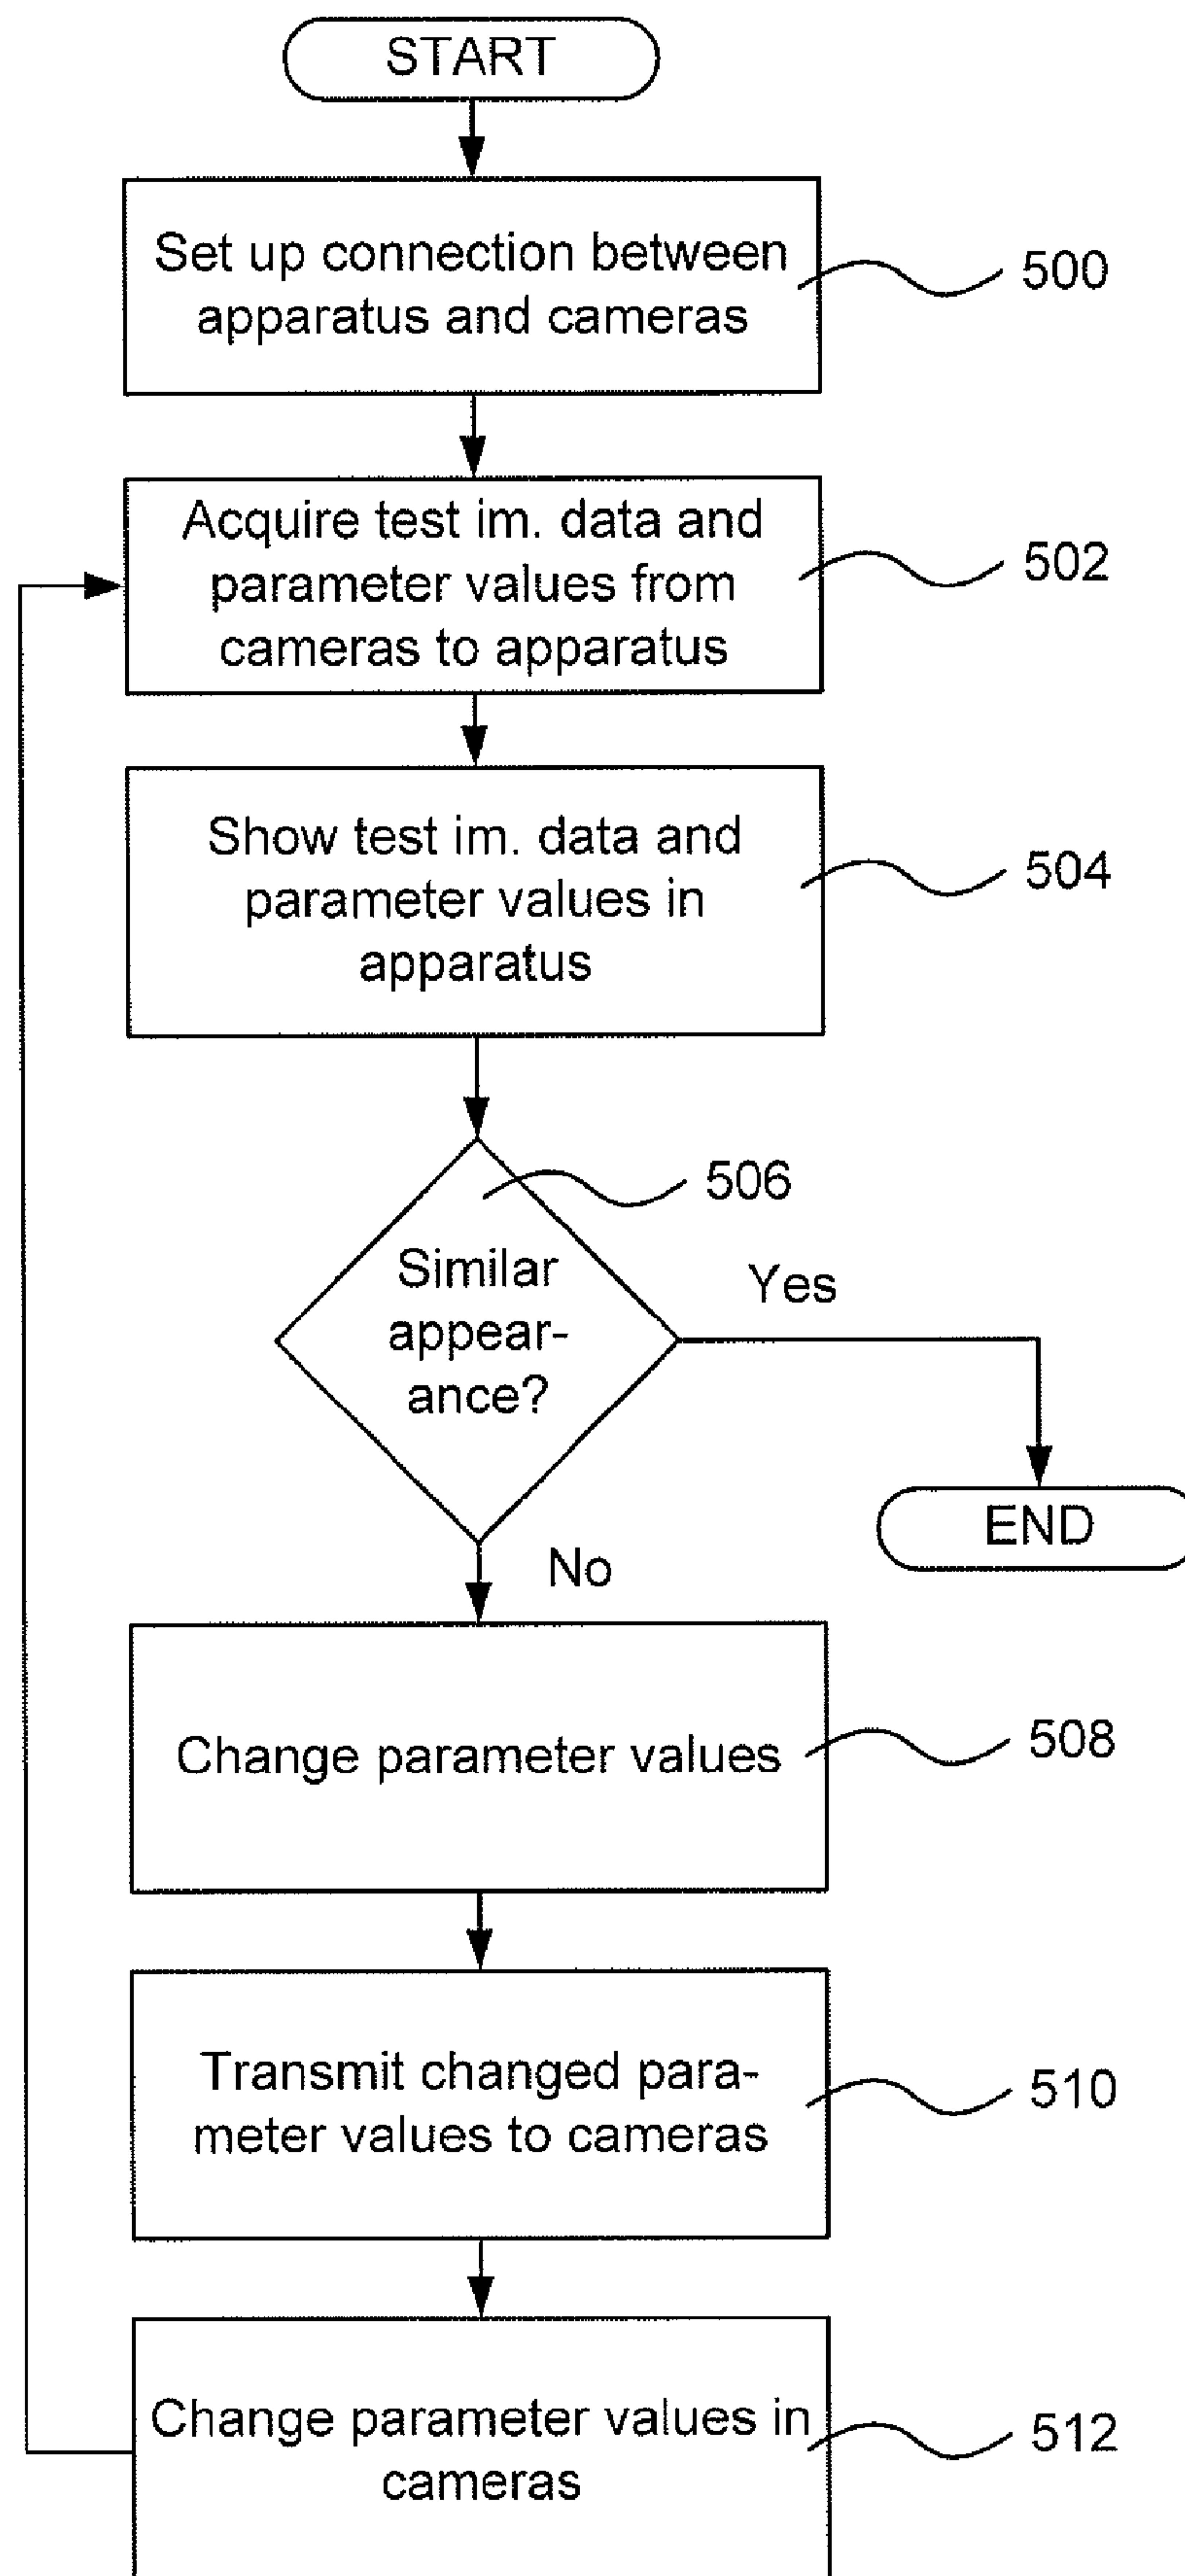 START
Set up connection between
apparatus and cameras
500
Acquire test im. data and
parameter values from
cameras to apparatus
502
Show test im. data and
parameter values in
apparatus
504
506
Similar
appear-
ance?
Yes
END
No
Change parameter values
508
Transmit changed para-
meter values to cameras
510
Change parameter values in
cameras
512